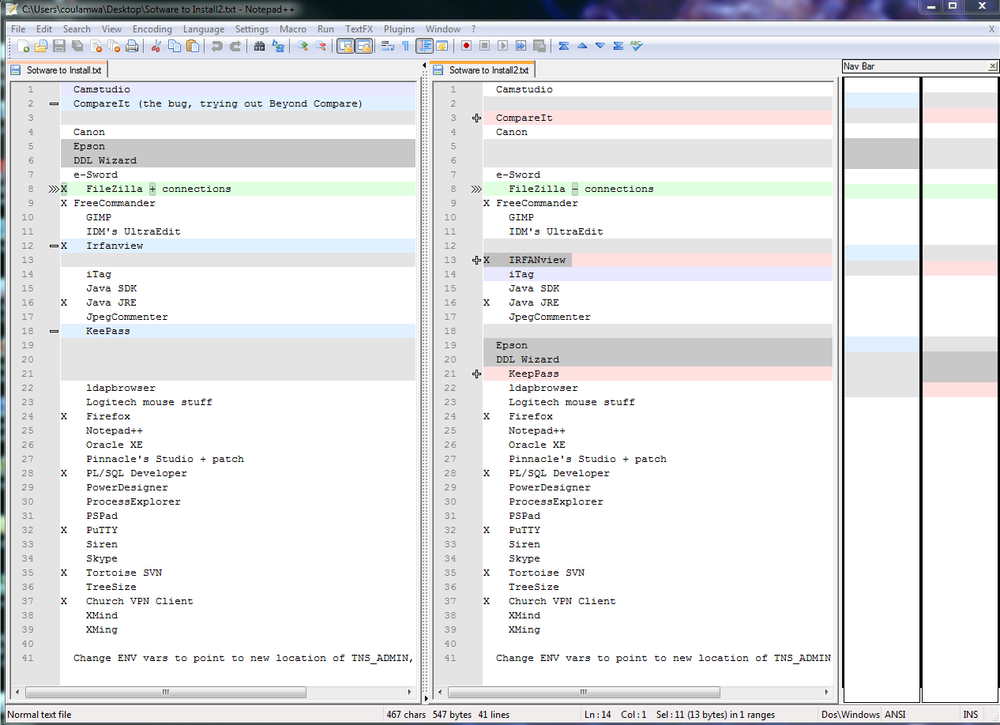 C:\Users\coulamwa\Desktop\Sotware to Install2.txt - Notepad++
File Edit Search View Encoding Language Settings Macro Run TextFX Plugins Window ? X
Sotware to Install.txt
1 Camstudio
2 CompareIt (the bug, trying out Beyond Compare)
3
4 Canon
5 Epson
6 DDL Wizard
7 e-Sword
8 X FileZilla + connections
9 X FreeCommander
10 GIMP
11 IDM's UltraEdit
12 X Irfanview
13
14 iTag
15 Java SDK
16 X Java JRE
17 JpegCommenter
18 KeePass
19
20
21
22 ldapbrowser
23 Logitech mouse stuff
24 X Firefox
25 Notepad++
26 Oracle XE
27 Pinnacle's Studio + patch
28 X PL/SQL Developer
29 PowerDesigner
30 ProcessExplorer
31 PSPad
32 X PuTTY
33 Siren
34 Skype
35 X Tortoise SVN
36 TreeSize
37 X Church VPN Client
38 XMind
39 XMing
40
41 Change ENV vars to point to new location of TNS_ADMIN,
Sotware to Install2.txt
1 Camstudio
2
3 CompareIt
4 Canon
5
6
7 e-Sword
8 FileZilla - connections
9 X FreeCommander
10 GIMP
11 IDM's UltraEdit
12
13 X IRFANview
14 iTag
15 Java SDK
16 X Java JRE
17 JpegCommenter
18
19 Epson
20 DDL Wizard
21 KeepPass
22 ldapbrowser
23 Logitech mouse stuff
24 X Firefox
25 Notepad++
26 Oracle XE
27 Pinnacle's Studio + patch
28 X PL/SQL Developer
29 PowerDesigner
30 ProcessExplorer
31 PSPad
32 X PuTTY
33 Siren
34 Skype
35 X Tortoise SVN
36 TreeSize
37 X Church VPN Client
38 XMind
39 XMing
40
41 Change ENV vars to point to new location of TNS_ADMIN
Nav Bar
Normal text file 467 chars 547 bytes 41 lines Ln : 14 Col : 1 Sel : 11 (13 bytes) in 1 ranges Dos\Windows ANSI INS